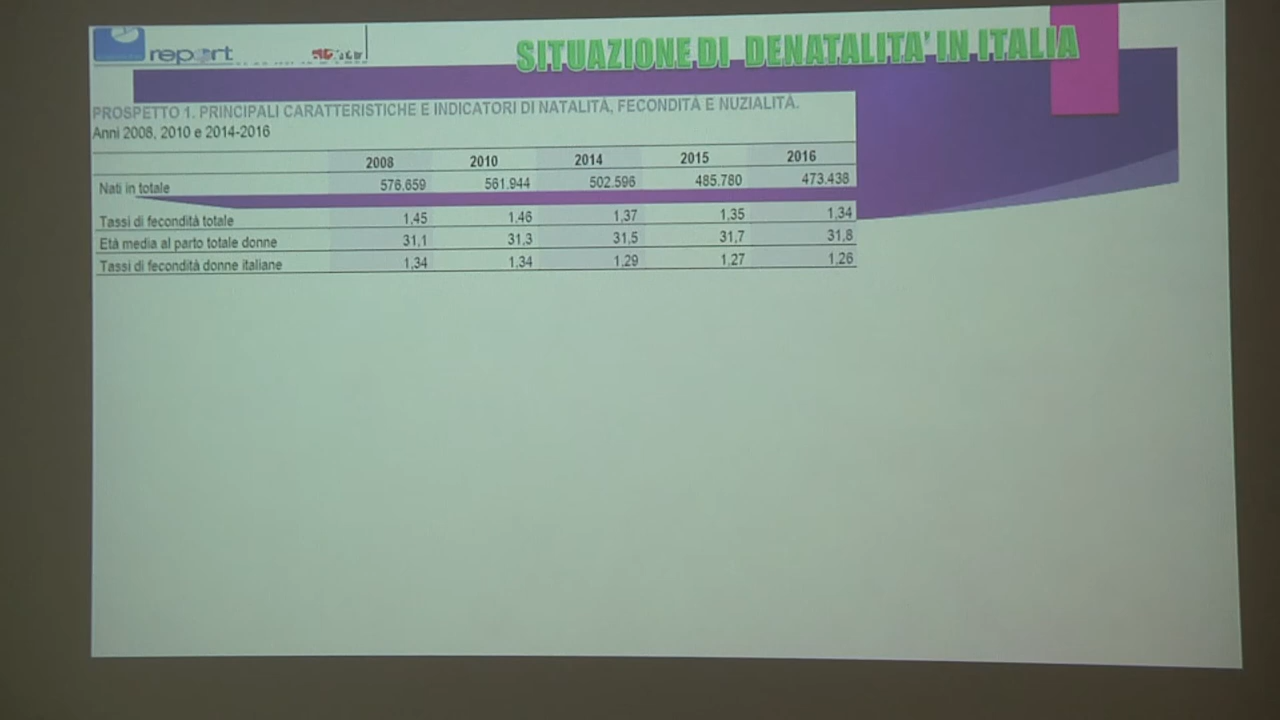 report
SITUAZIONE DI DENATALITA' IN ITALIA
PROSPETTO 1. PRINCIPALI CARATTERISTICHE E INDICATORI DI NATALITÀ, FECONDITÀ E NUZIALITÀ.
Anni 2008, 2010 e 2014-2016
2008 2010 2014 2015 2016
Nati in totale 576.659 561.944 502.596 485.780 473.438
Tassi di fecondità totale 1,45 1,46 1,37 1,35 1,34
Età media al parto totale donne 31,1 31,3 31,5 31,7 31,8
Tassi di fecondità donne italiane 1,34 1,34 1,29 1,27 1,26